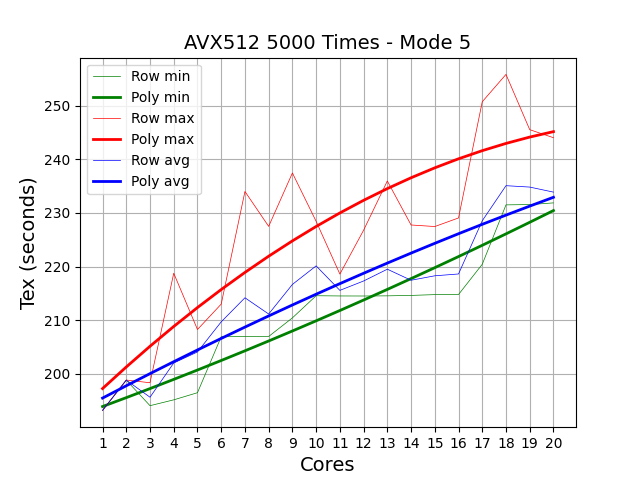 AVX512 5000 Times - Mode 5
Row min
Poly min
Row max
Poly max
Row avg
Poly avg
250
240
230
220
210
200
Tex (seconds)
1 2 3 4 5 6 7 8 9 10 11 12 13 14 15 16 17 18 19 20
Cores